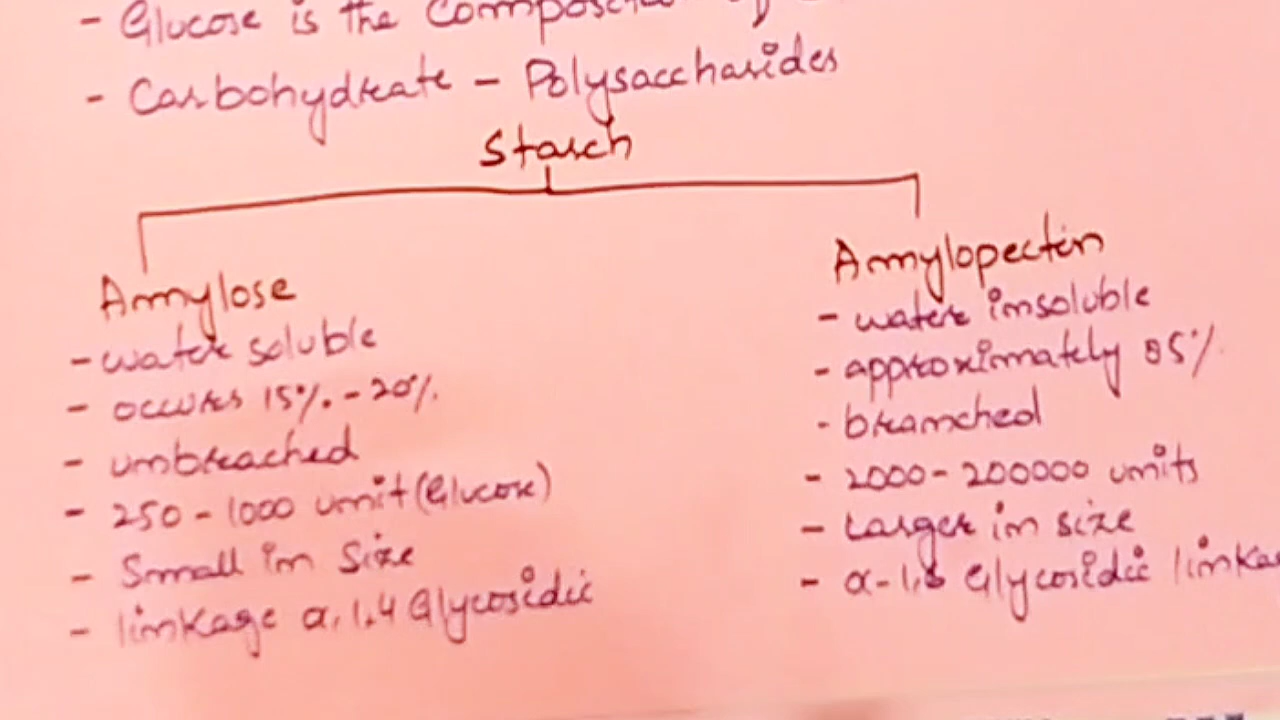 - Glucose is the
- Carbohydrate - Polysaccharides
Starch
Amylose
- water soluble
- occurs 15% - 20%.
- unbreached
- 250 - 1000 unit (Glucose)
- Small in Size
- linkage α, 1,4 Glycosidic
Amylopectin
- water insoluble
- approximately 85%.
- branched
- 2000 - 200000 units
- Larger in size
- α - 1,6 Glycosidic